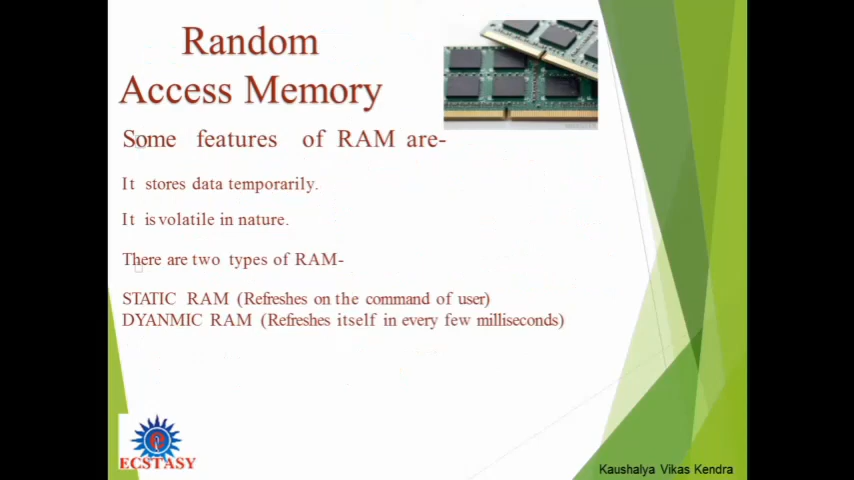 Random
Access Memory
Some features of RAM are-
It stores data temporarily.
It is volatile in nature.
There are two types of RAM-
STATIC RAM (Refreshes on the command of user)
DYANMIC RAM (Refreshes itself in every few milliseconds)
ECSTASY
Kaushalya Vikas Kendra